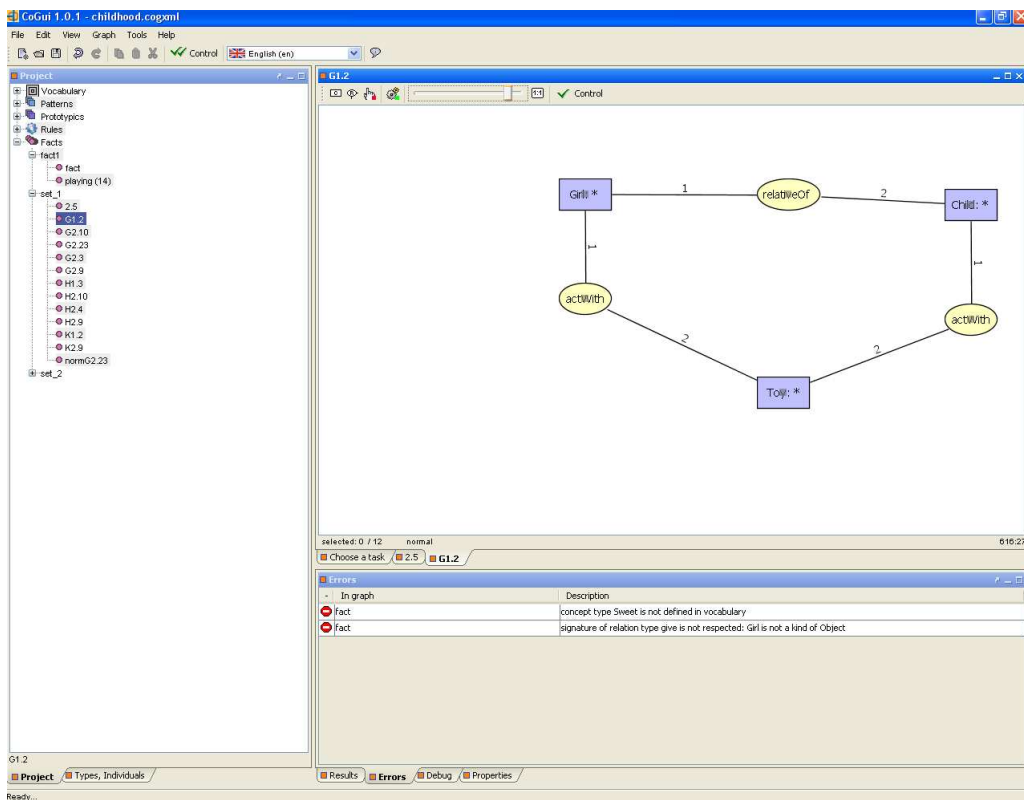 CoGui 1.0.1 - childhood.cogxml
File Edit View Graph Tools Help
Control English (en)
Project
Vocabulary
Patterns
Prototypics
Rules
Facts
fact1
fact
playing (14)
set_1
2.5
G1.2
G2.10
G2.23
G2.3
G2.9
H1.3
H2.10
H2.4
H2.9
K1.2
K2.9
normG2.23
set_2
G1.2
Project Types, Individuals
Ready...
G1.2
1:1 Control
Girl: * 1 relativeOf 2 Child: *
1 1
actWith actWith
2 2
Toy: *
selected: 0 / 12 normal 616:27
Choose a task 2.5 G1.2
Errors
- In graph Description
fact concept type Sweet is not defined in vocabulary
fact signature of relation type give is not respected: Girl is not a kind of Object
Results Errors Debug Properties